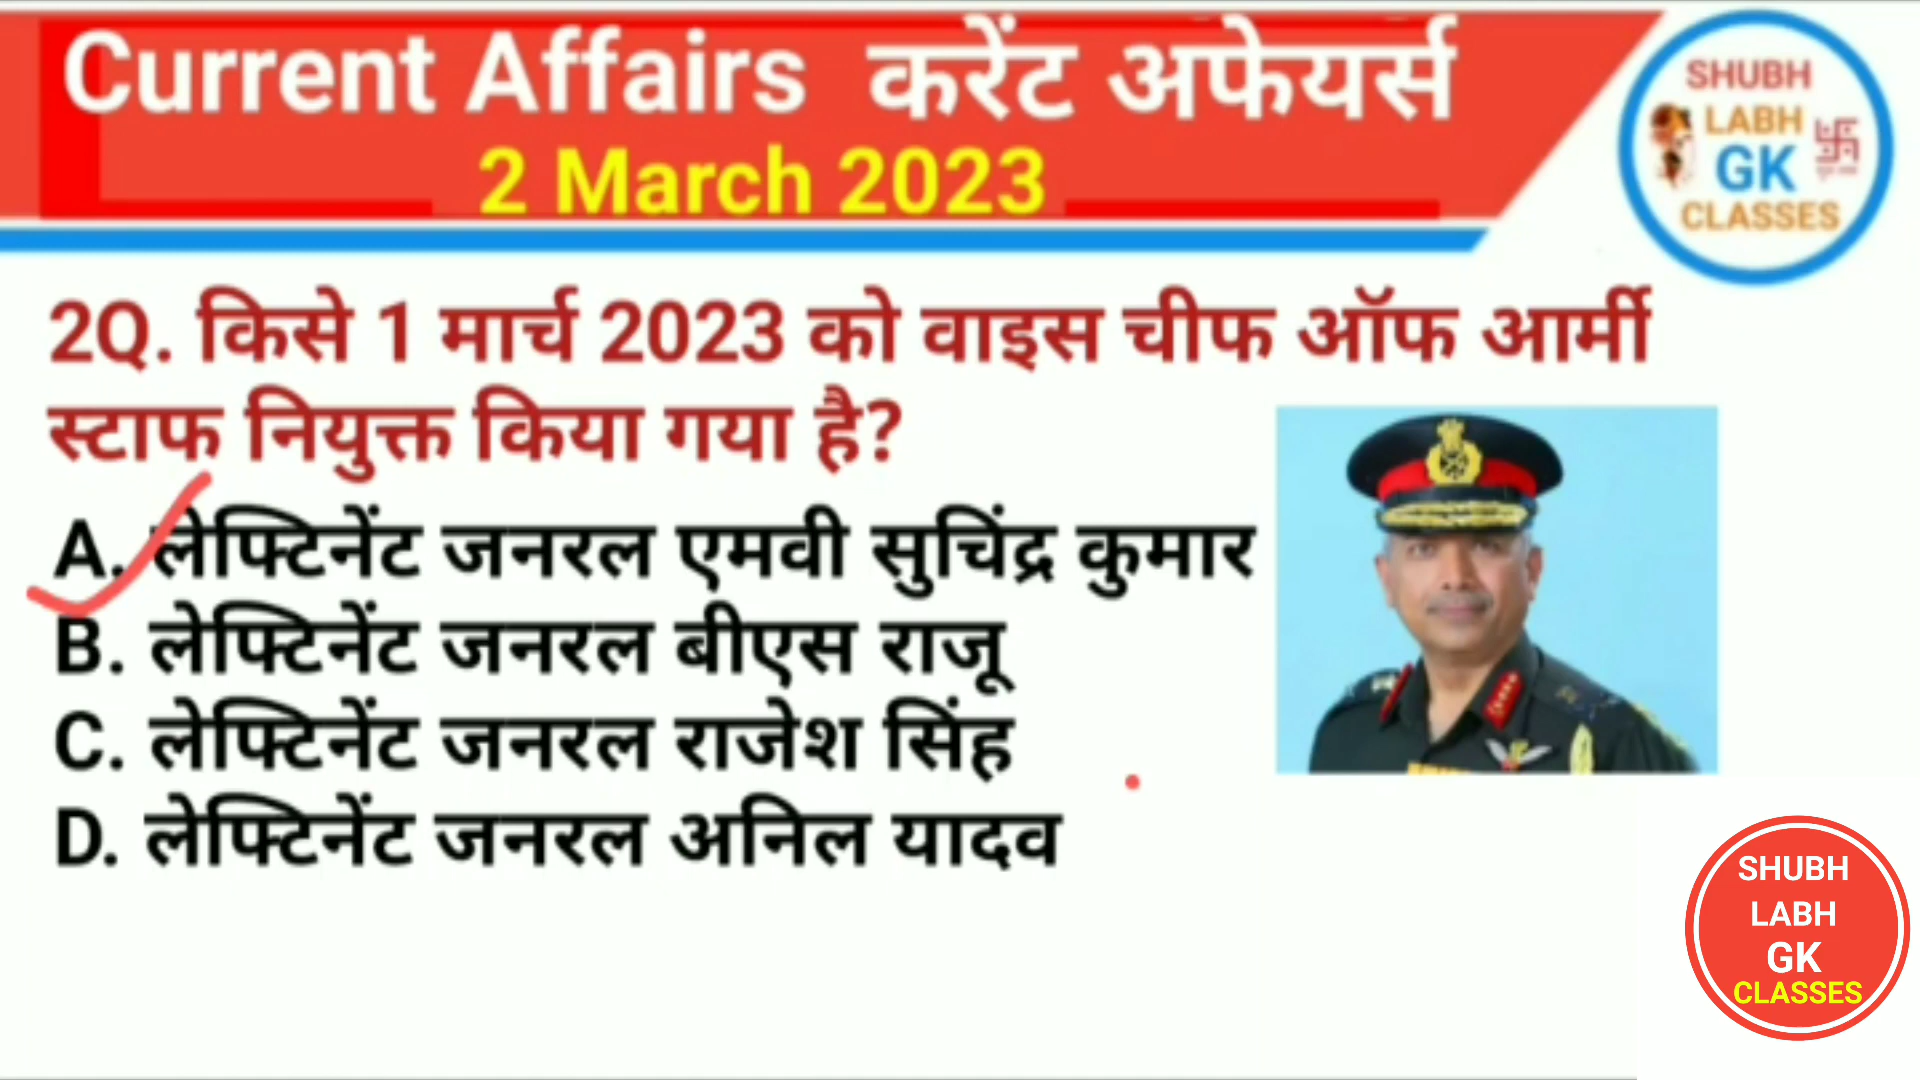 Current Affairs करेंट अफेयर्स
2 March 2023
SHUBH
LABH
GK
CLASSES
2Q. किसे 1 मार्च 2023 को वाइस चीफ ऑफ आर्मी
स्टाफ नियुक्त किया गया है?
A. लेफ्टिनेंट जनरल एमवी सुचिंद्र कुमार
B. लेफ्टिनेंट जनरल बीएस राजू
C. लेफ्टिनेंट जनरल राजेश सिंह
D. लेफ्टिनेंट जनरल अनिल यादव
SHUBH
LABH
GK
CLASSES